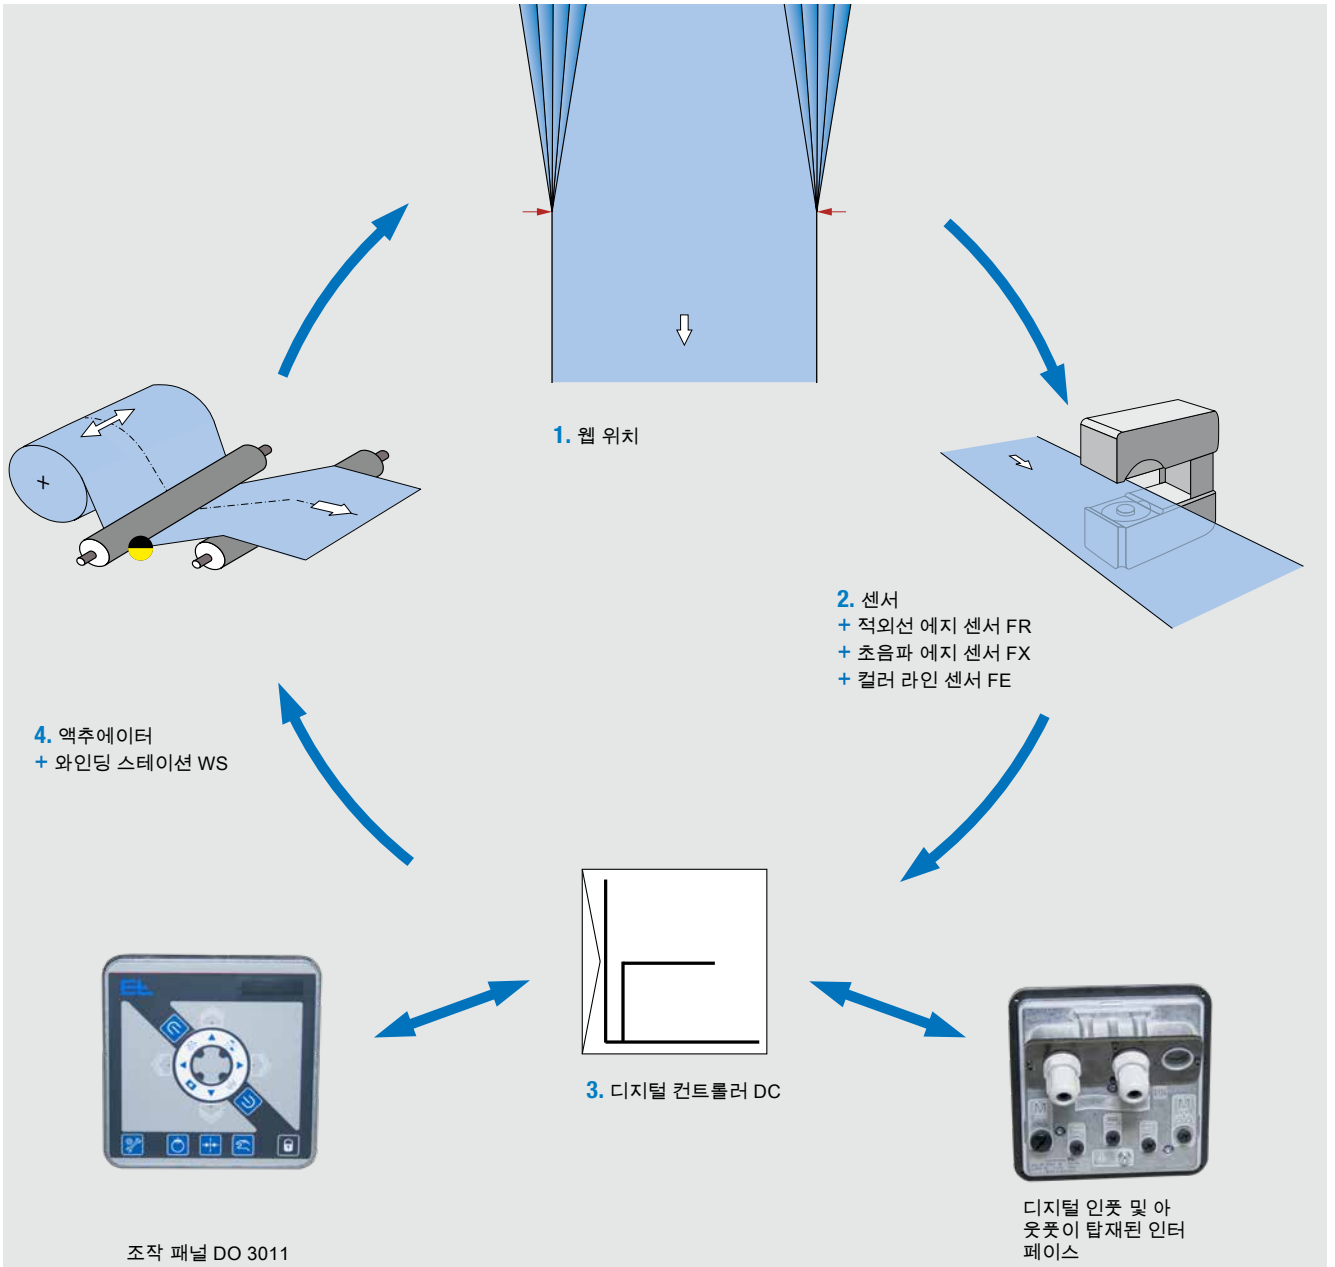 1. 웹 위치
2. 센서
+ 적외선 에지 센서 FR
+ 초음파 에지 센서 FX
+ 컬러 라인 센서 FE
4. 액추에이터
+ 와인딩 스테이션 WS
3. 디지털 컨트롤러 DC
조작 패널 DO 3011
디지털 인풋 및 아
웃풋이 탑재된 인터
페이스